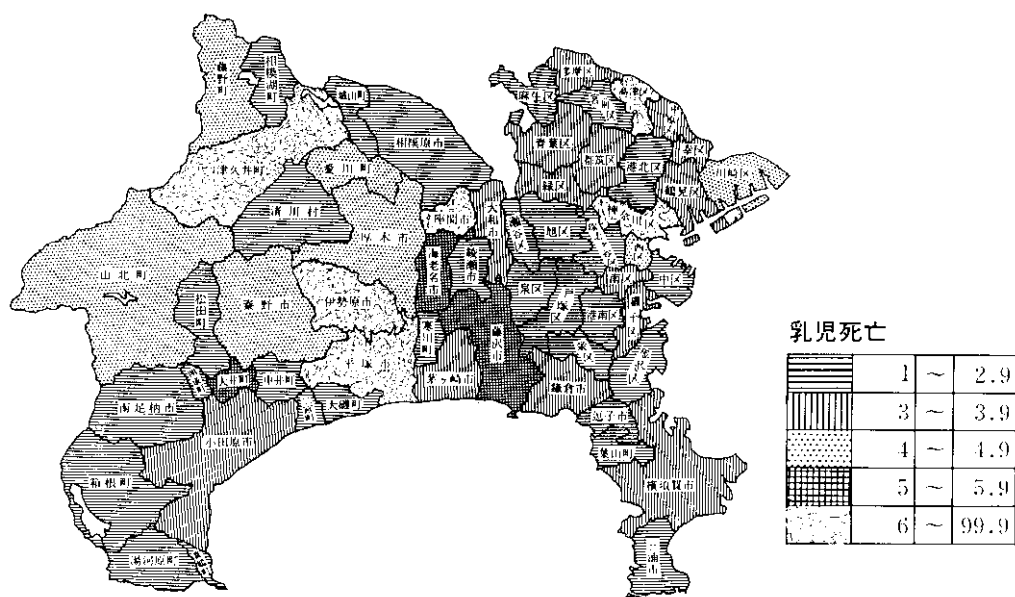 藤野町
相模湖町
城山町
相模原市
津久井町
愛川町
清川村
厚木市
座間市
大和市
海老名市
綾瀬市
山北町
松田町
秦野市
伊勢原市
寒川町
藤沢市
茅ヶ崎市
大井町
中井町
大磯町
南足柄市
小田原市
箱根町
湯河原町
多摩区
麻生区
宮前区
高津区
幸区
川崎区
青葉区
都筑区
港北区
鶴見区
緑区
神奈川区
瀬谷区
旭区
保土ヶ谷区
西区
中区
南区
泉区
戸塚区
港南区
磯子区
栄区
金沢区
鎌倉市
逗子市
葉山町
横須賀市
三浦市
乳児死亡
1 ～ 2.9
3 ～ 3.9
4 ～ 4.9
5 ～ 5.9
6 ～ 99.9